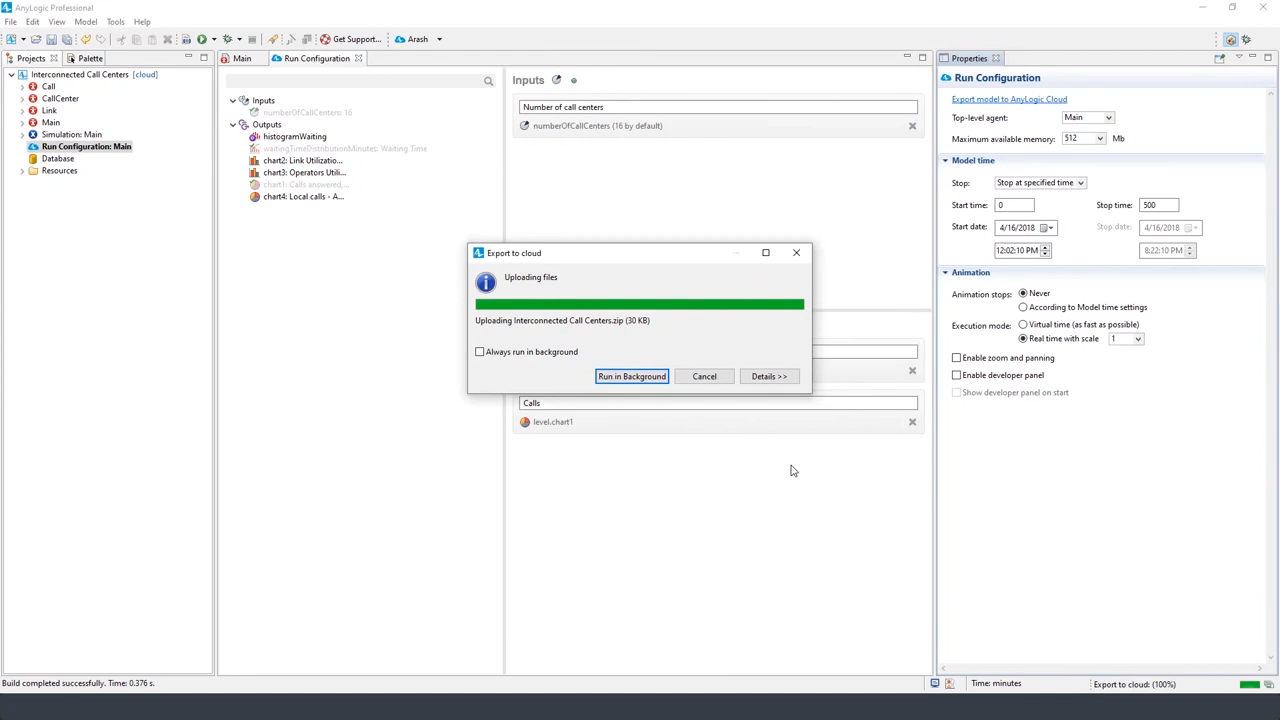 AnyLogic Professional
File Edit View Model Tools Help
Get Support... Arash
Projects Palette
Interconnected Call Centers [cloud]
Call
CallCenter
Link
Main
Simulation: Main
Run Configuration: Main
Database
Resources
Main Run Configuration
Inputs
numberOfCallCenters: 16
Outputs
histogramWaiting
waitingTimeDistributionMinutes: Waiting Time
chart2: Link Utilizatio...
chart3: Operators Utili...
chart1: Calls answered,...
chart4: Local calls - A...
Inputs
Number of call centers
numberOfCallCenters (16 by default)
Export to cloud
Uploading files
Uploading Interconnected Call Centers.zip (30 KB)
Always run in background
Run in Background Cancel Details >>
Calls
level.chart1
Properties
Run Configuration
Export model to AnyLogic Cloud
Top-level agent: Main
Maximum available memory: 512 Mb
Model time
Stop: Stop at specified time
Start time: 0 Stop time: 500
Start date: 4/16/2018 Stop date: 4/16/2018
12:02:10 PM 8:22:10 PM
Animation
Animation stops: Never
According to Model time settings
Execution mode: Virtual time (as fast as possible)
Real time with scale 1
Enable zoom and panning
Enable developer panel
Show developer panel on start
Build completed successfully. Time: 0.376 s. Time: minutes Export to cloud: (100%)